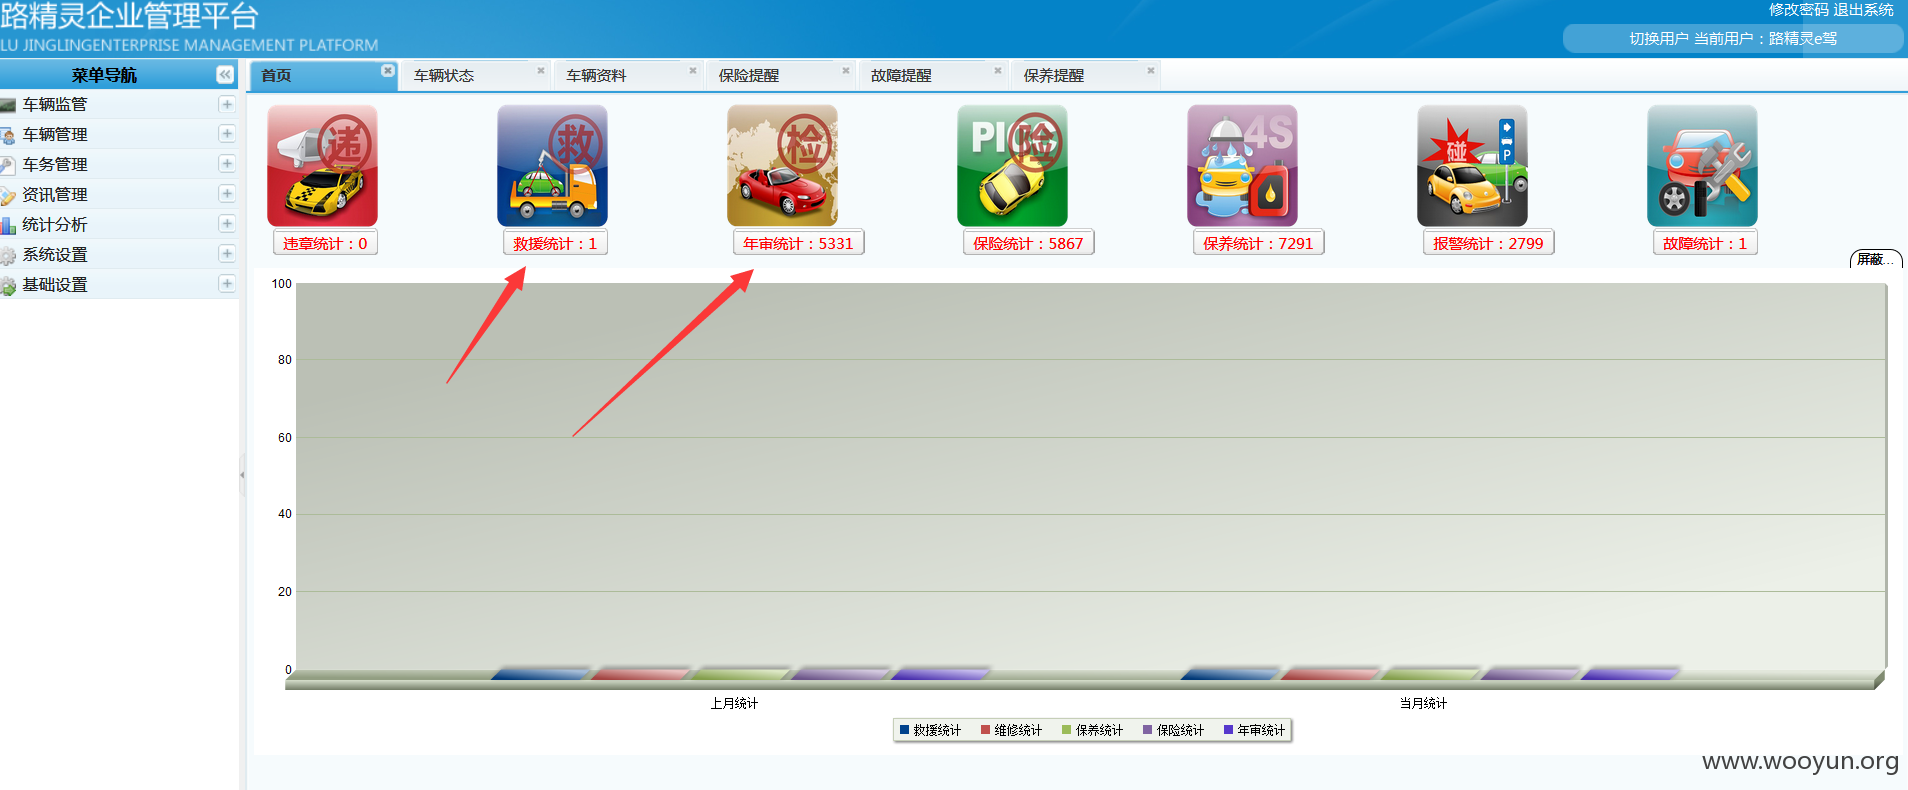 路精灵企业管理平台
LU JINGLINGENTERPRISE MANAGEMENT PLATFORM
修改密码 退出系统
切换用户 当前用户：路精灵e驾
菜单导航
车辆监管
车辆管理
车务管理
资讯管理
统计分析
系统设置
基础设置
首页 车辆状态 车辆资料 保险提醒 故障提醒 保养提醒
递 救 检 险 4S 碰 P
违章统计：0 救援统计：1 年审统计：5331 保险统计：5867 保养统计：7291 报警统计：2799 故障统计：1
屏蔽...
100
80
60
40
20
0
上月统计 当月统计
救援统计 维修统计 保养统计 保险统计 年审统计
www.wooyun.org